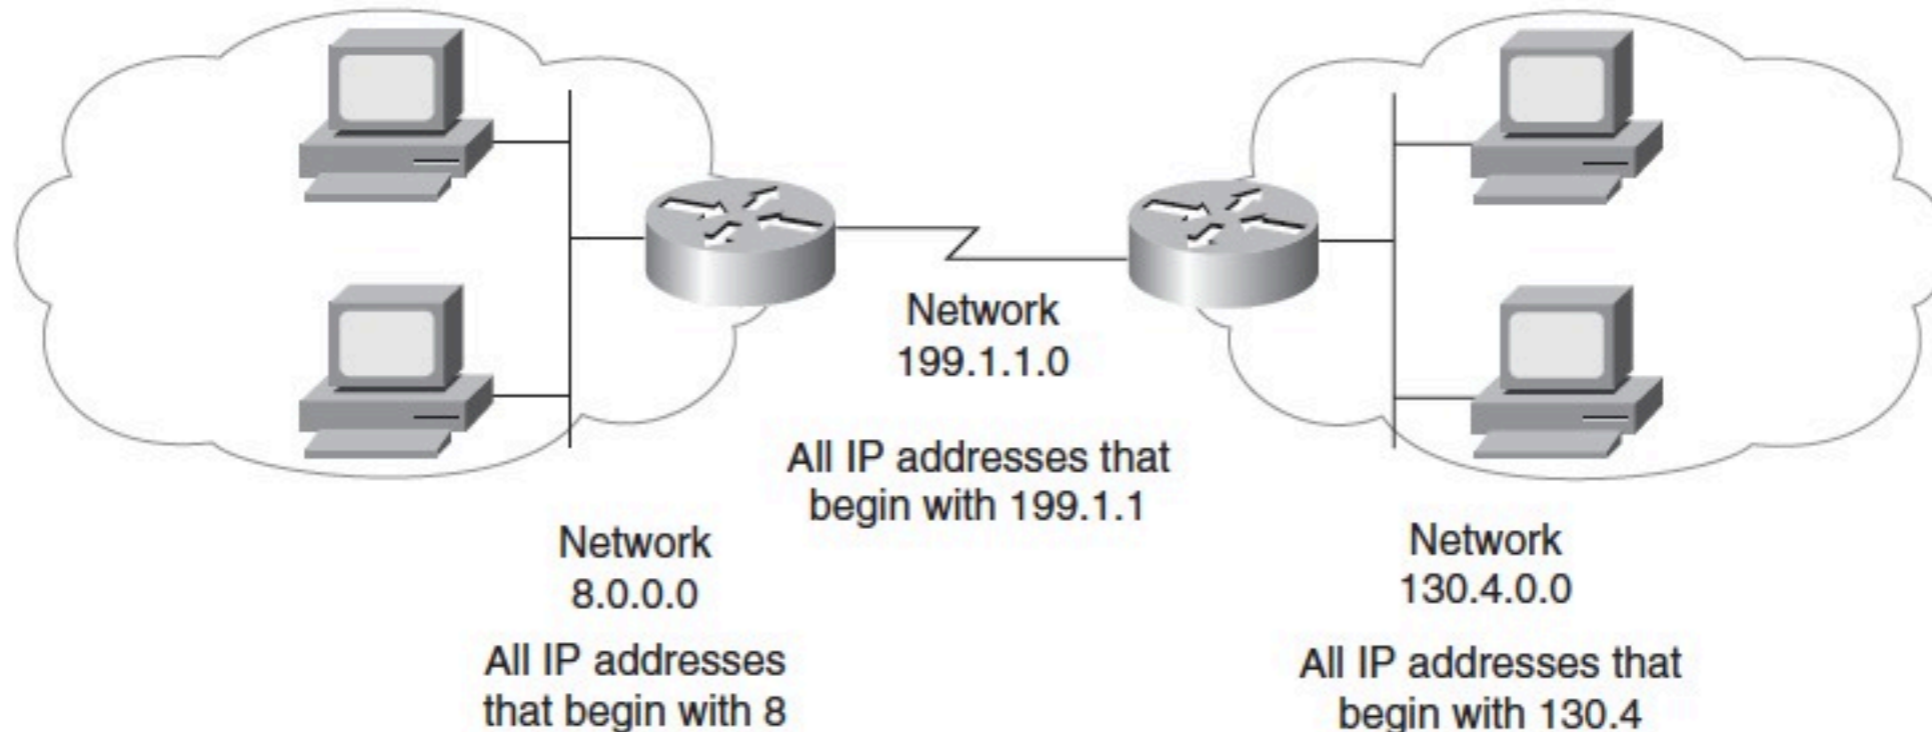 Network
199.1.1.0
All IP addresses that
begin with 199.1.1
Network
8.0.0.0
All IP addresses
that begin with 8
Network
130.4.0.0
All IP addresses that
begin with 130.4